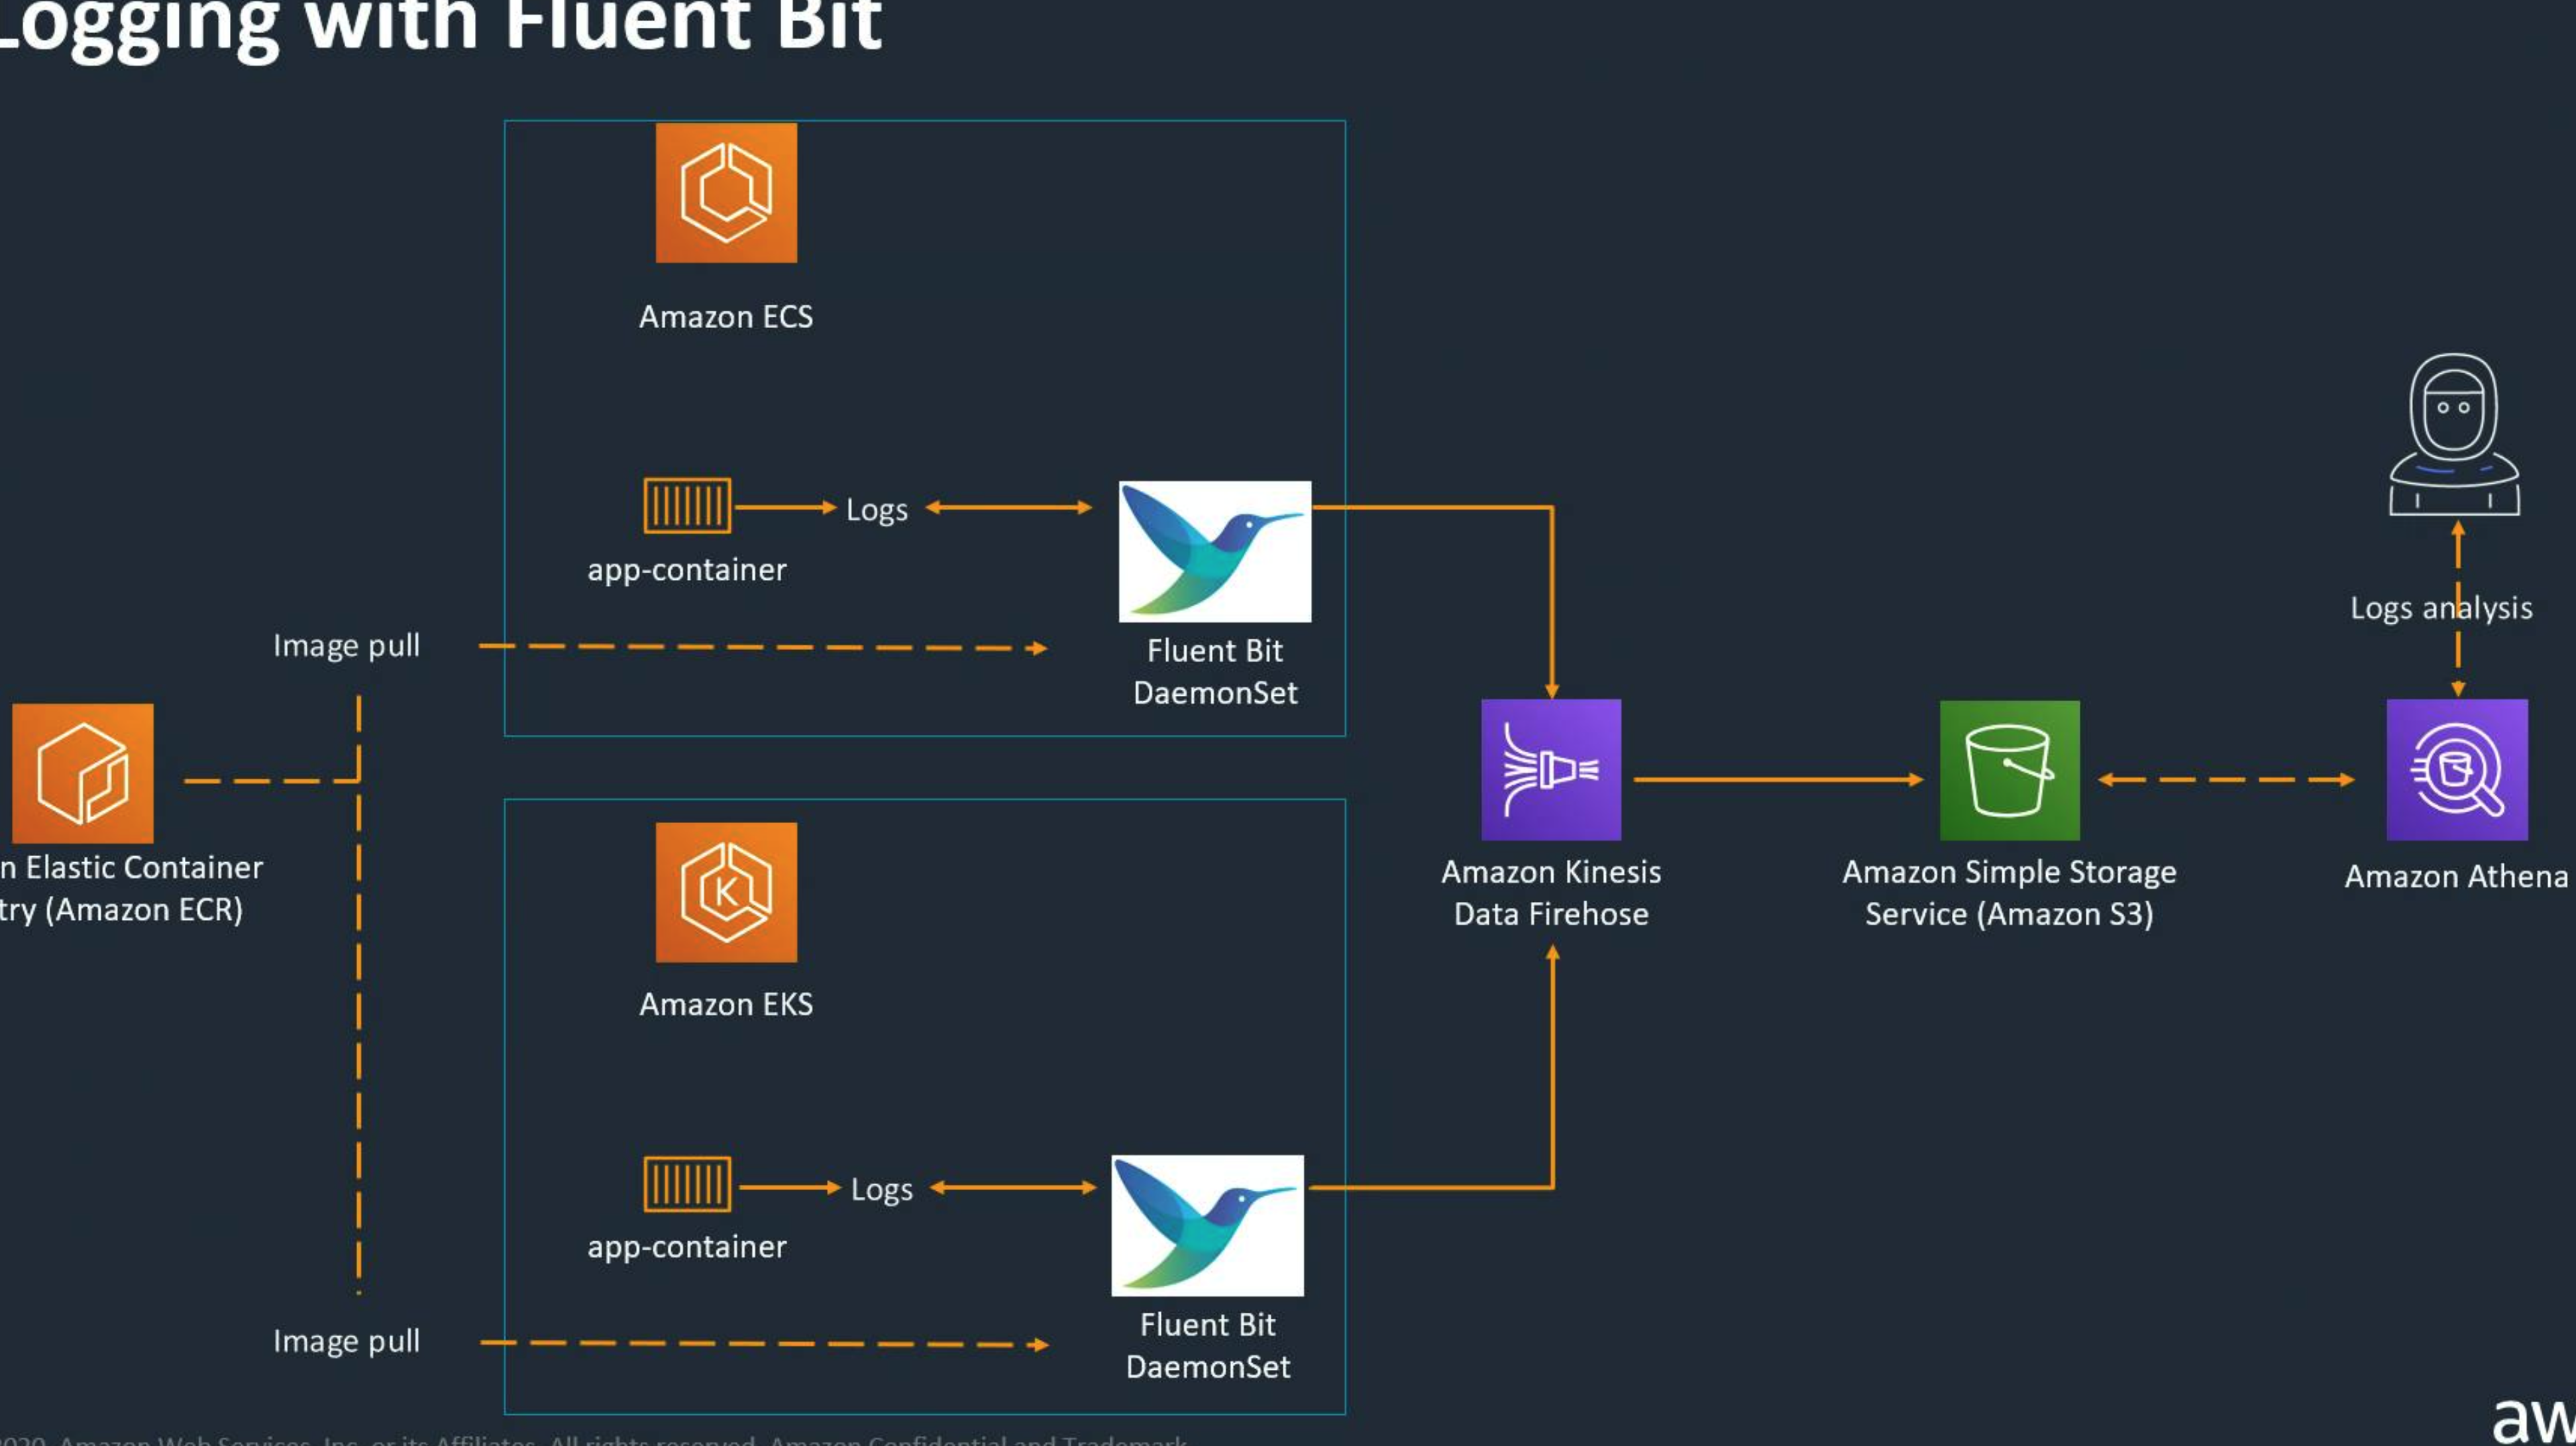 Logging with Fluent Bit
Amazon ECS
Logs
app-container
Logs analysis
Image pull
Fluent Bit
DaemonSet
n Elastic Container
try (Amazon ECR)
Amazon Kinesis
Data Firehose
Amazon Simple Storage
Service (Amazon S3)
Amazon Athena
K
Amazon EKS
Logs
app-container
Image pull
Fluent Bit
DaemonSet
aw
2020, Amazon Web Services, Inc. or its Affiliates. All rights reserved. Amazon Confidential and Trademark